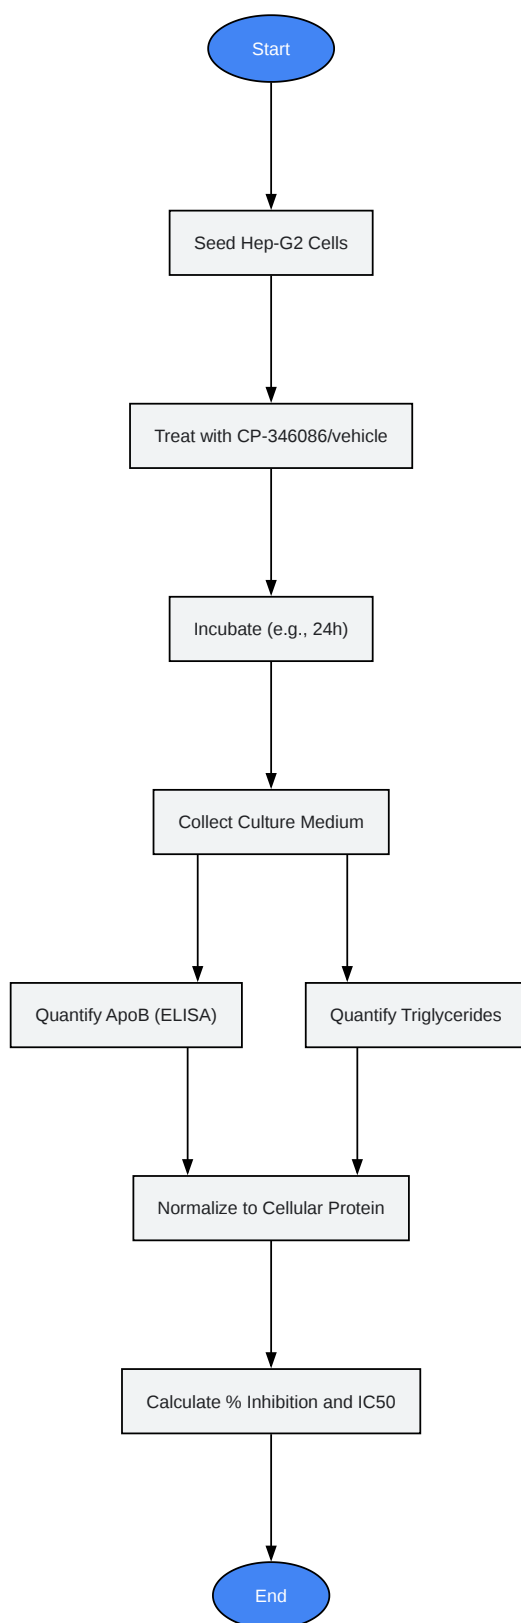 Start
Seed Hep-G2 Cells
Treat with CP-346086/vehicle
Incubate (e.g., 24h)
Collect Culture Medium
Quantify ApoB (ELISA)
Quantify Triglycerides
Normalize to Cellular Protein
Calculate % Inhibition and IC50
End